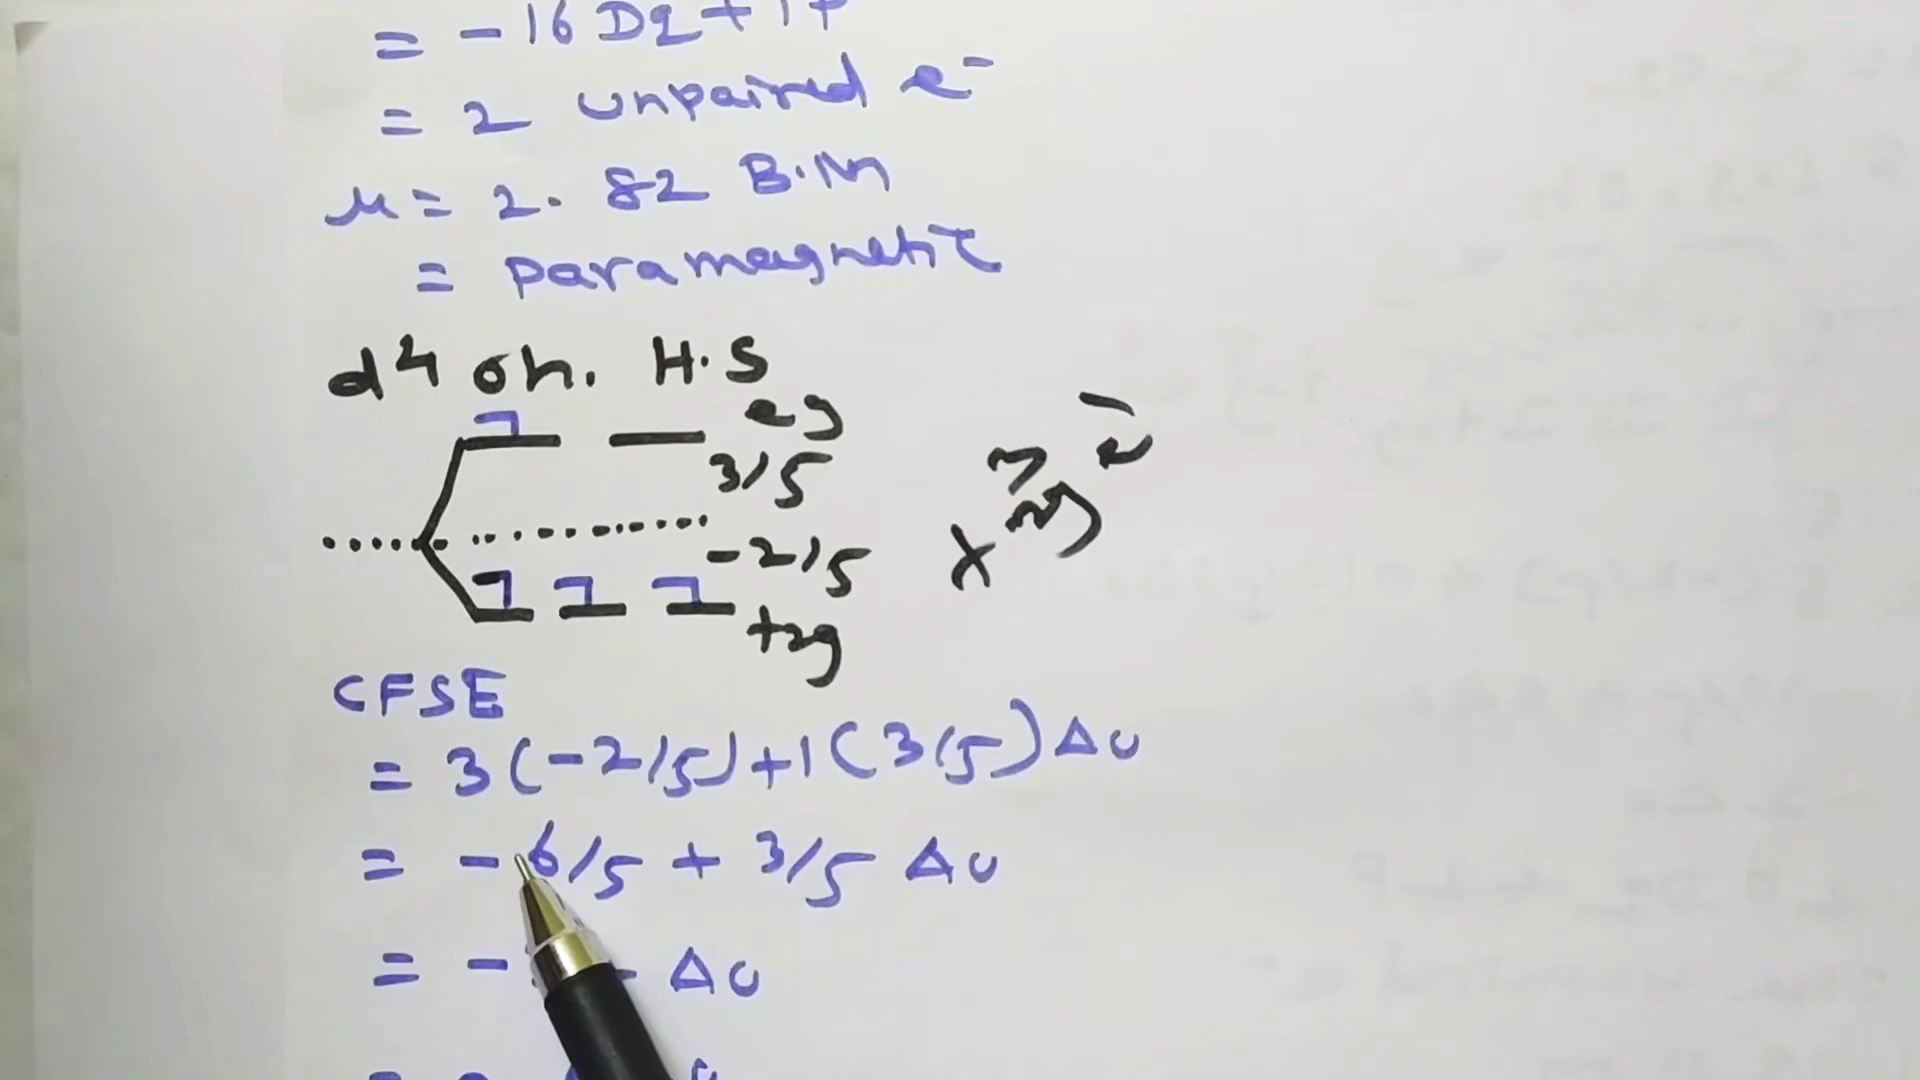 = -16 Dq + 1P
= 2 unpaired e-
μ = 2.82 B.M
= paramagnetic
d4 oh. H.S
eg
3/5
-2/5
t2g
t2g3 e
CFSE
= 3(-2/5) + 1(3/5) Δo
= -6/5 + 3/5 Δo
= - Δo